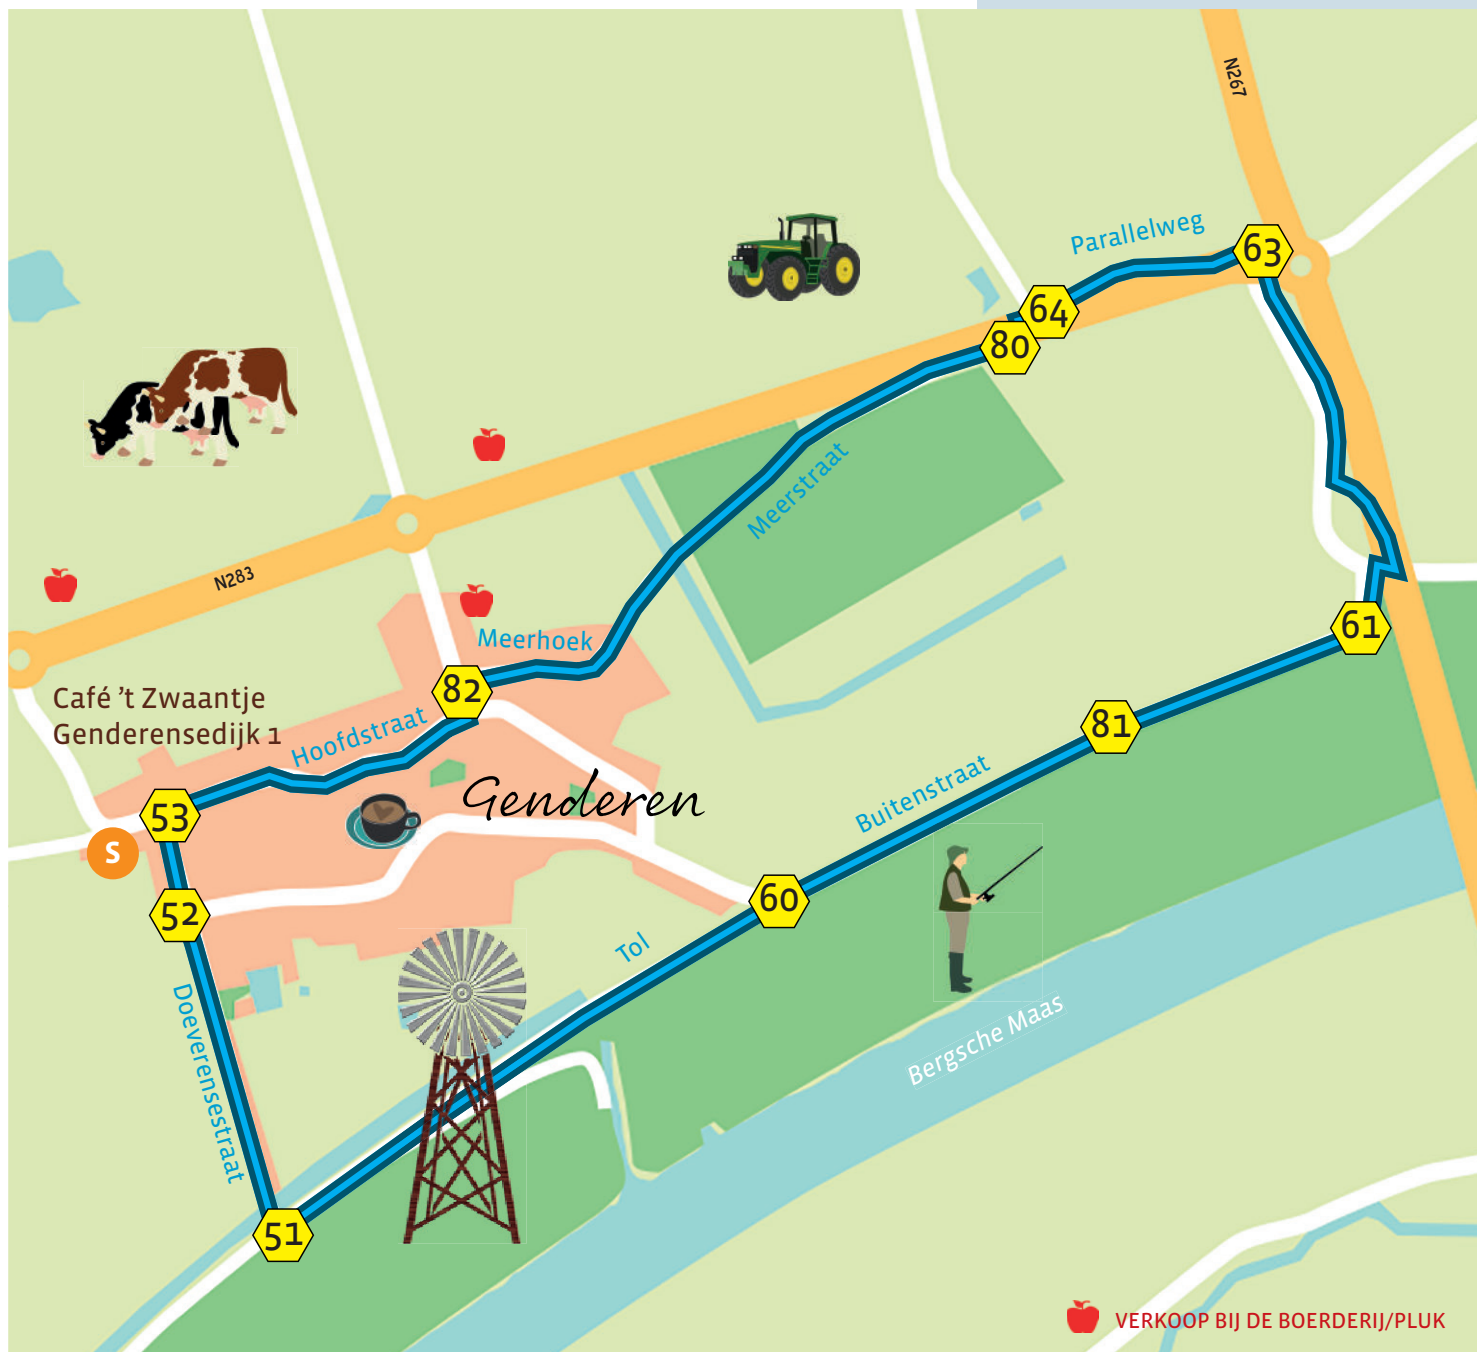 N267
Parallelweg
63
64
80
Meerstraat
N283
Meerhoek
61
82
Café ’t Zwaantje
Genderensedijk 1
Hoofdstraat
81
Genderen
Buitenstraat
53
S
60
52
Tol
Doeverensestraat
Bergsche Maas
51
VERKOOP BIJ DE BOERDERIJ/PLUK